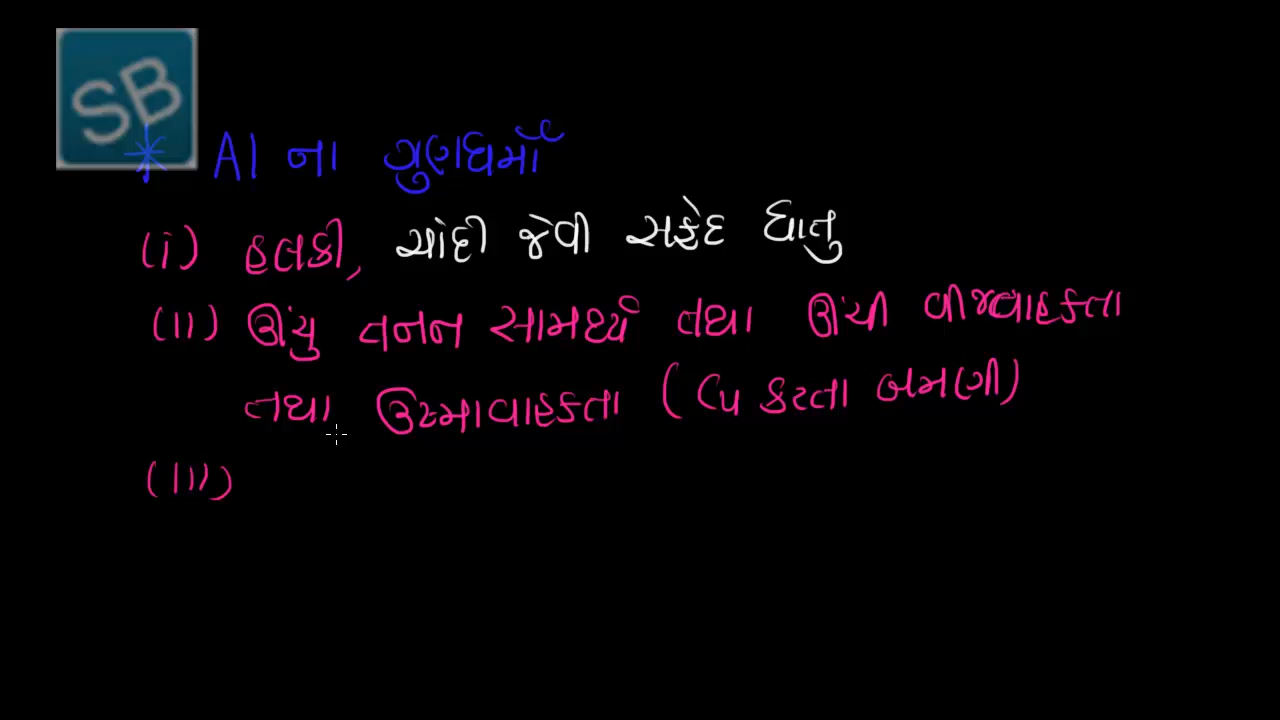 SB
* Al ના ગુણધર્મો
(i) હલકી, ચાંદી જેવી સફેદ ધાતુ
(ii) ઊંચુ તનન સામર્થ્ય તથા ઊંચી વીજવાહકતા
તથા ઉષ્માવાહકતા (Cu કરતા બમણી)
(iii)